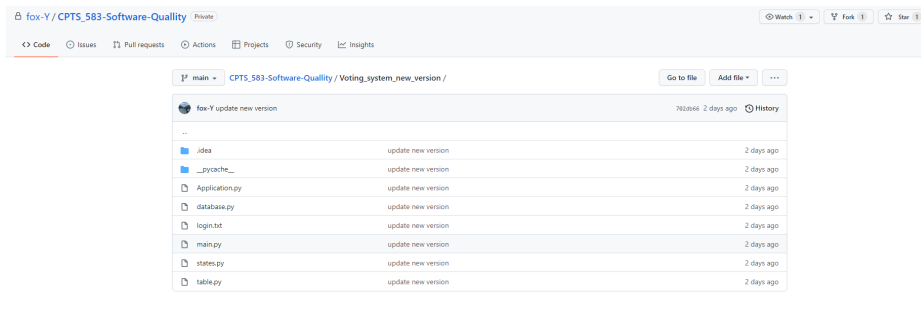 fox-Y / CPTS_583-Software-Quallity Private
Watch 1 Fork 1 Star 1
Code Issues Pull requests Actions Projects Security Insights
main CPTS_583-Software-Quallity / Voting_system_new_version / Go to file Add file ...
fox-Y update new version 702db66 2 days ago History
..
.idea update new version 2 days ago
__pycache__ update new version 2 days ago
Application.py update new version 2 days ago
database.py update new version 2 days ago
login.txt update new version 2 days ago
main.py update new version 2 days ago
states.py update new version 2 days ago
table.py update new version 2 days ago